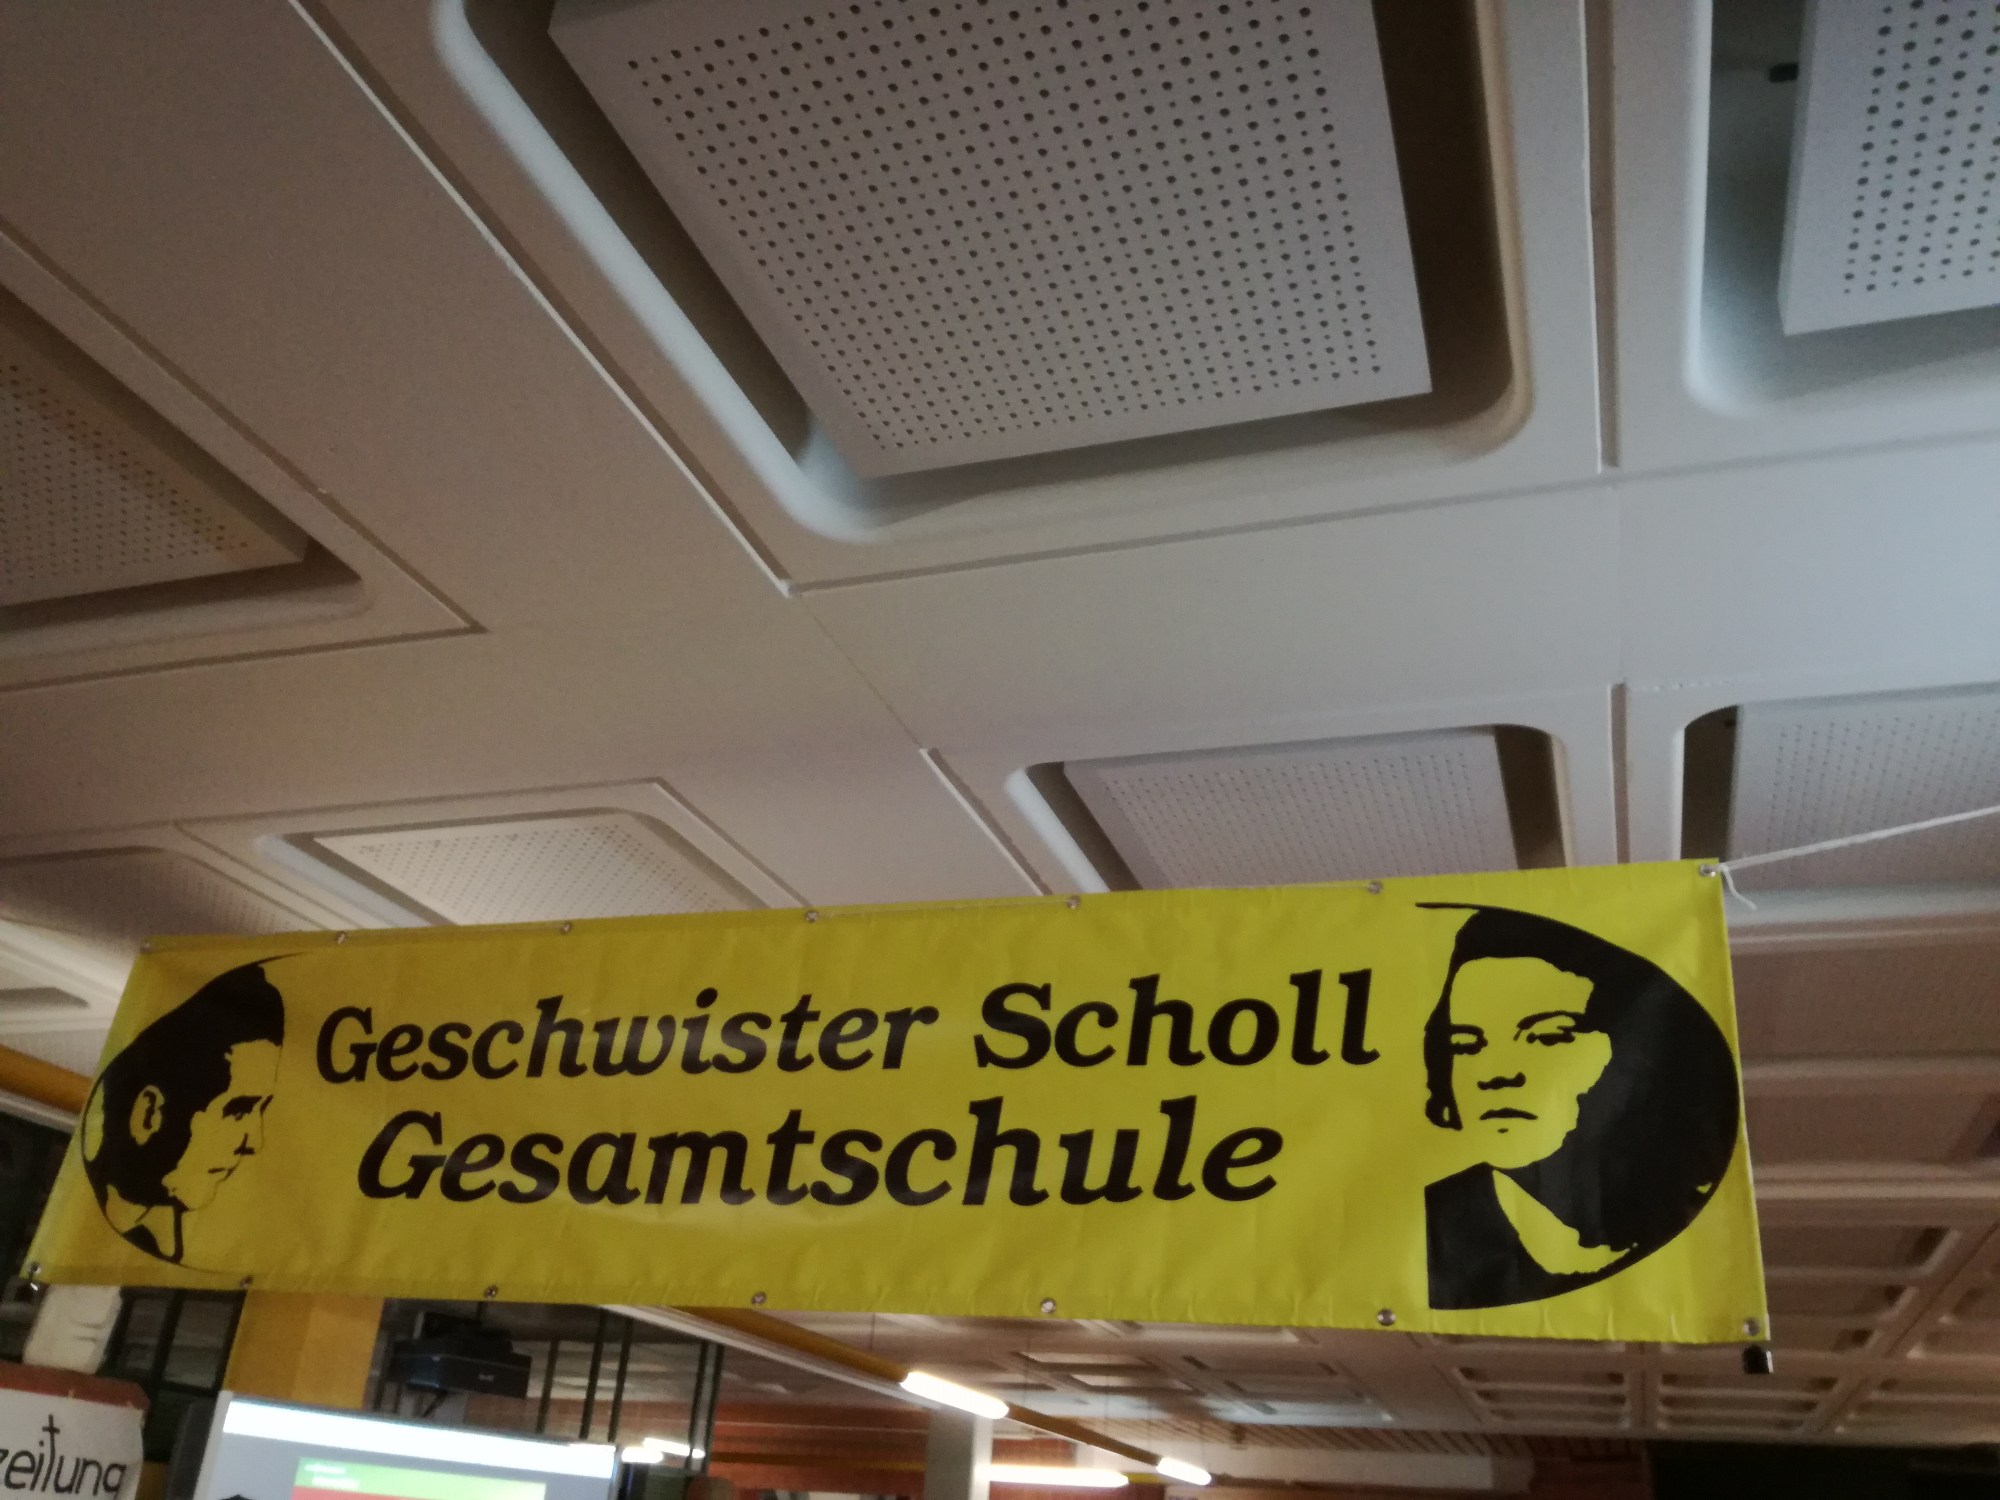 Geschwister Scholl
Gesamtschule
zeitung